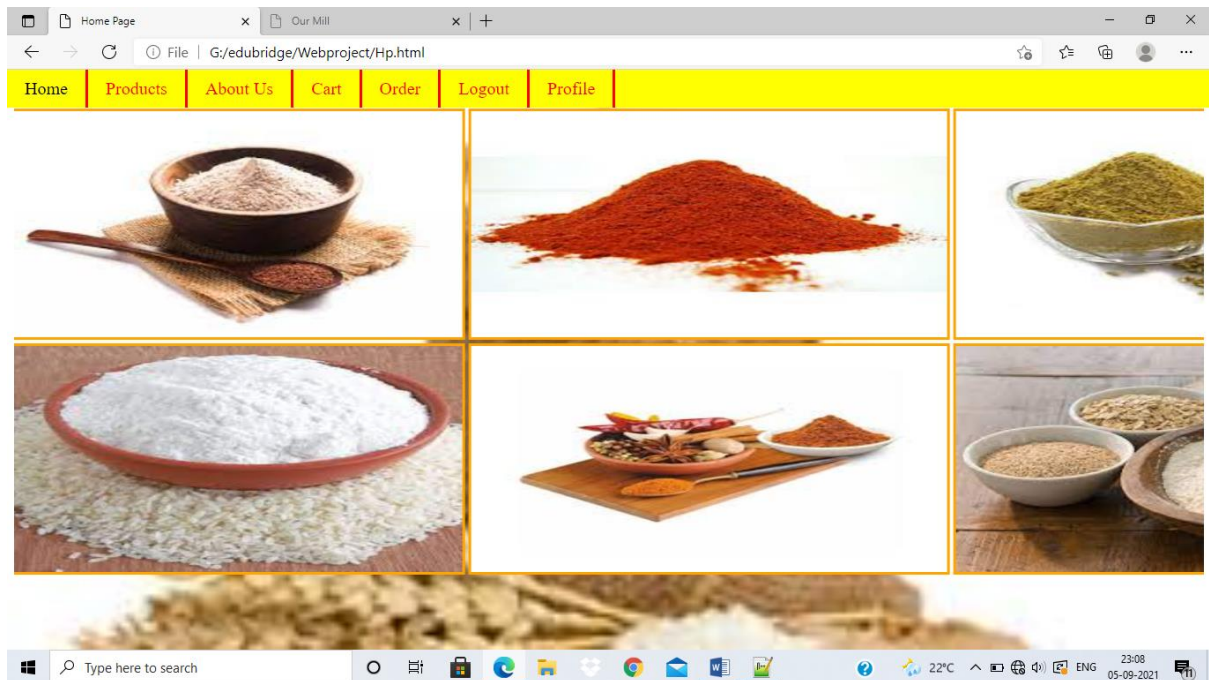 Home Page
Our Mill
File G:/edubridge/Webproject/Hp.html
Home Products About Us Cart Order Logout Profile
Type here to search
22°C ENG 23:08
05-09-2021